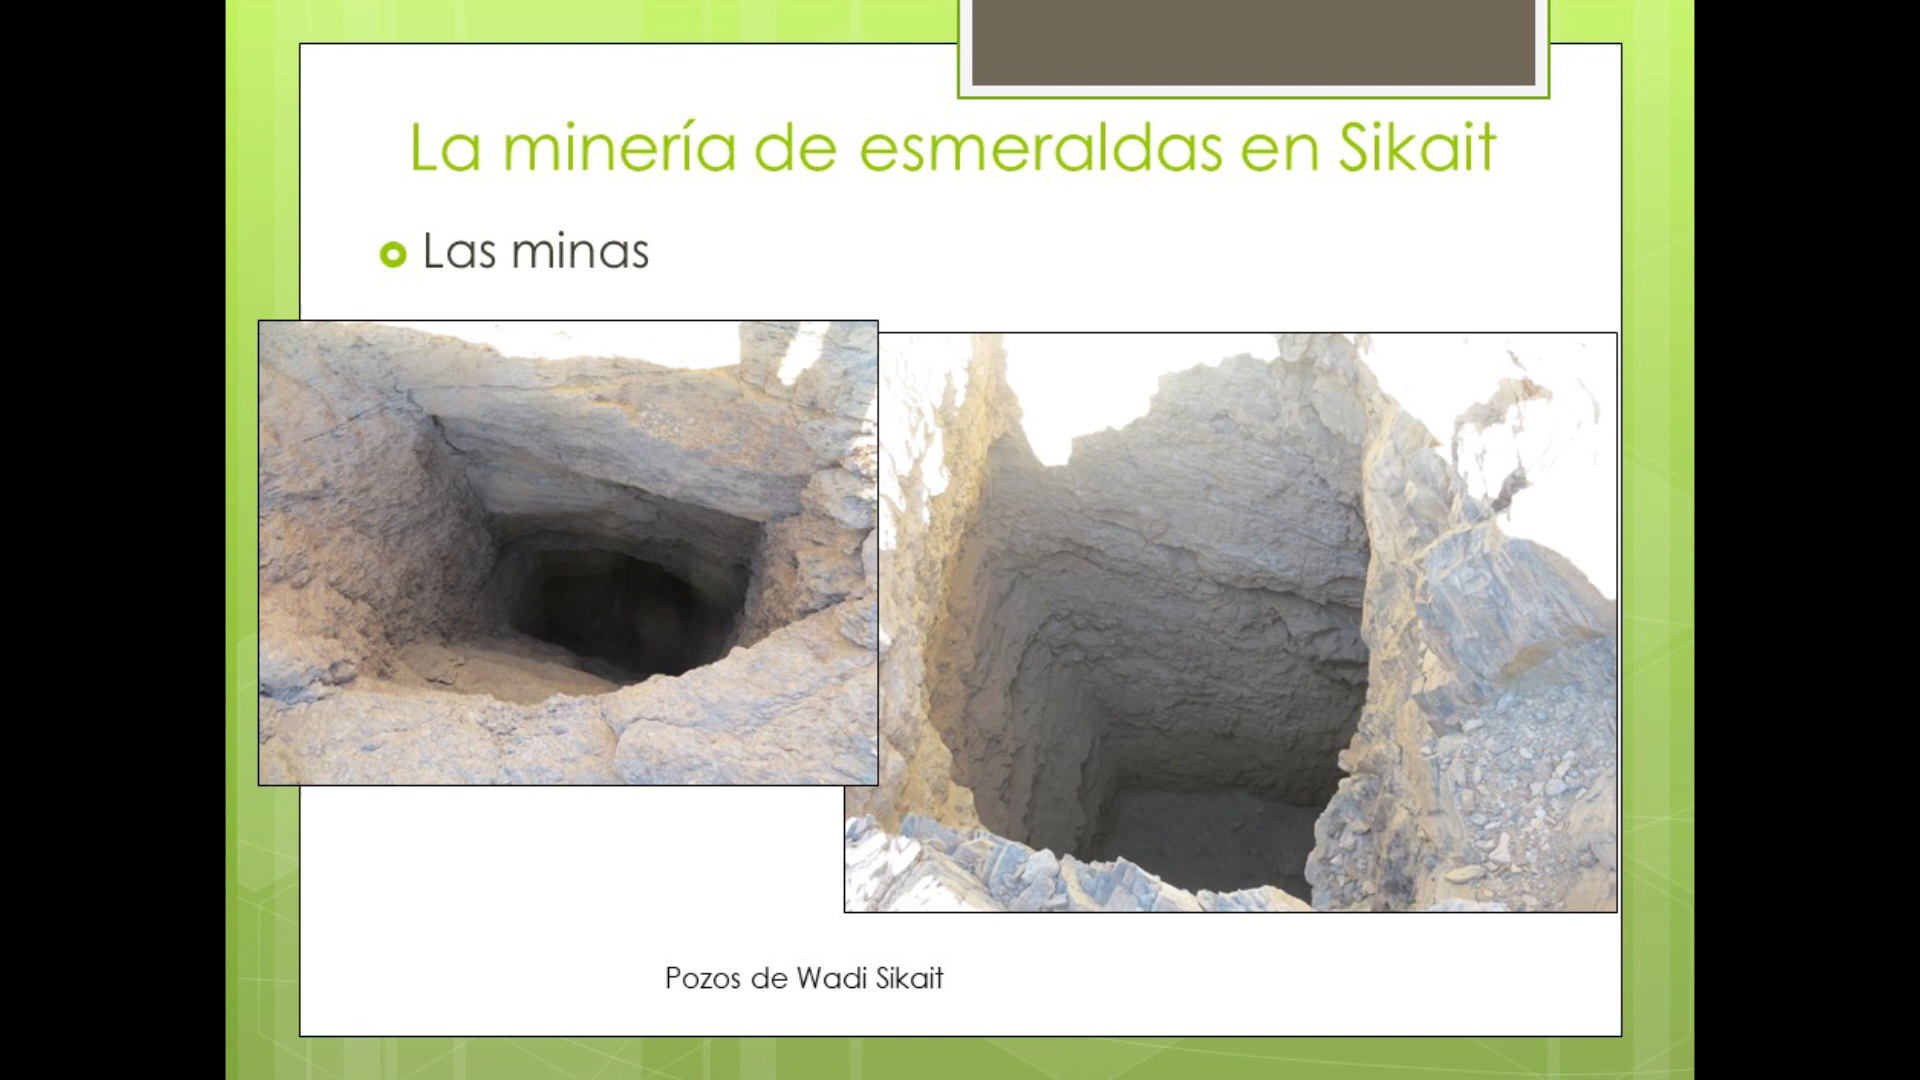 La minería de esmeraldas en Sikait
Las minas
Pozos de Wadi Sikait